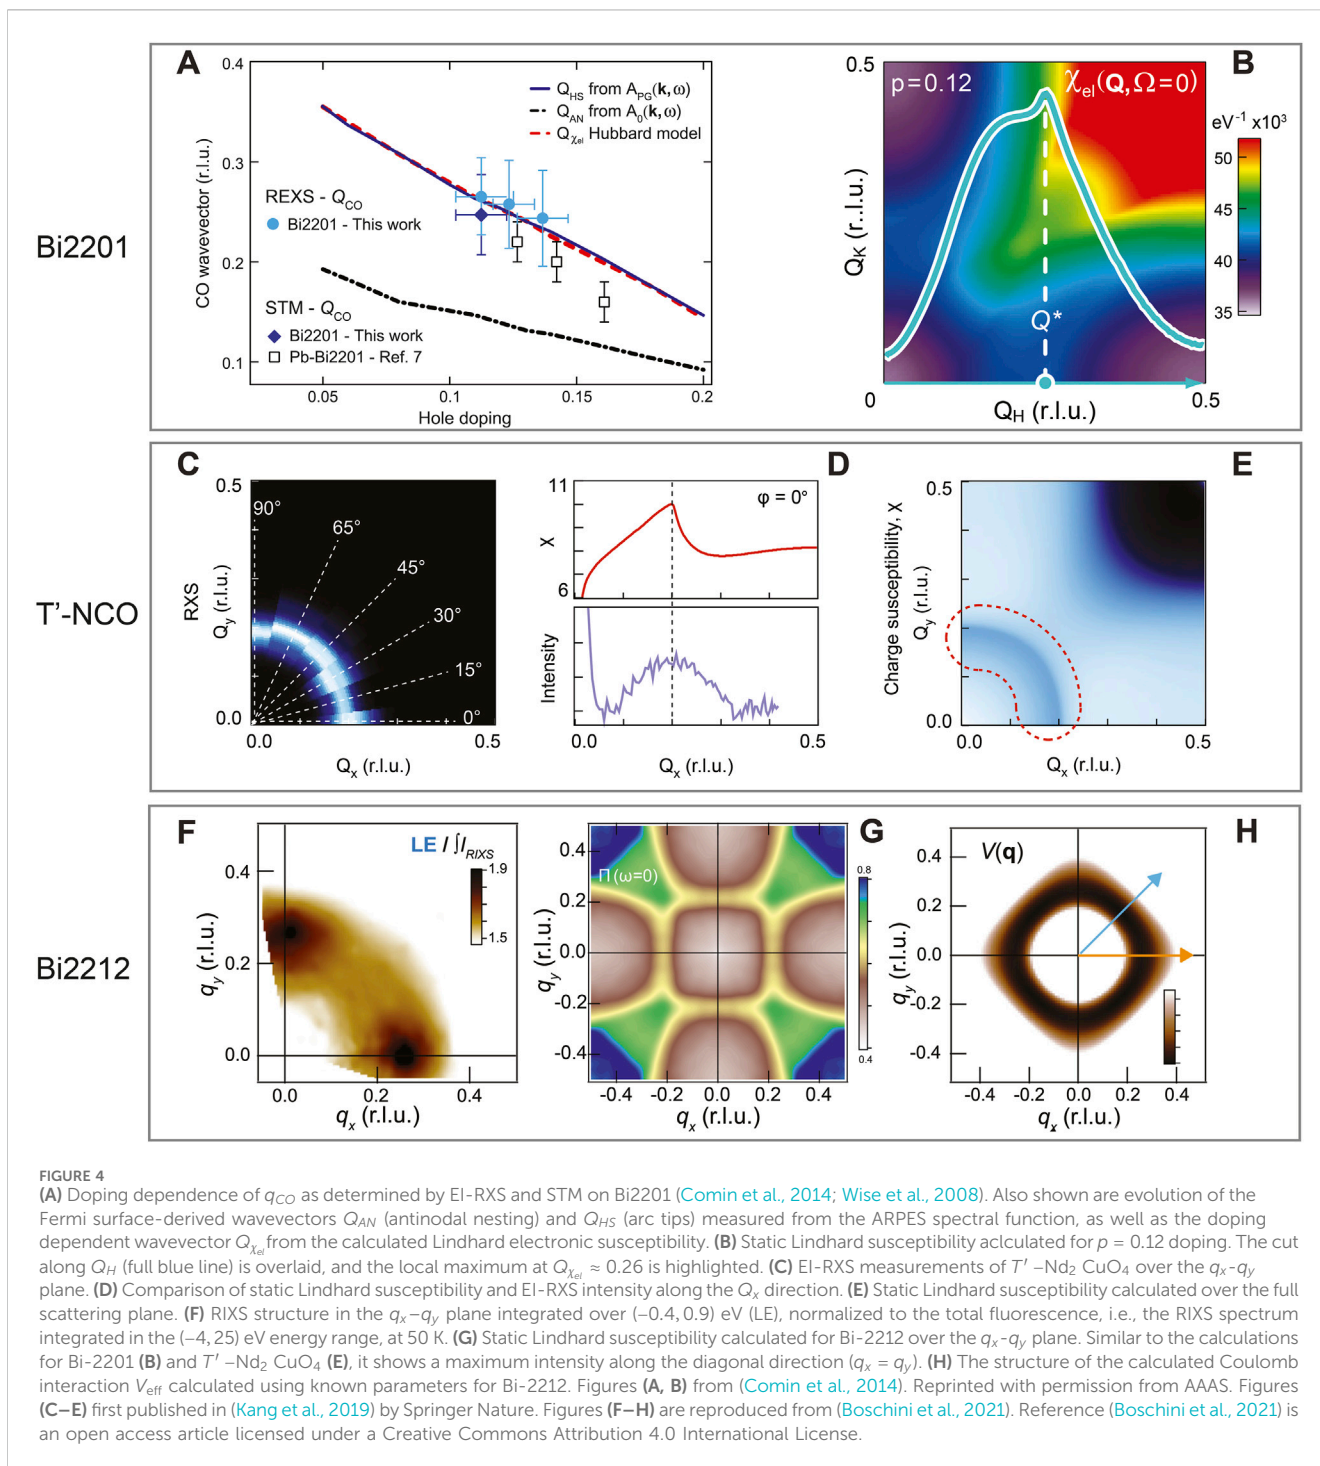 Bi2201
A
0.4
0.3
0.2
0.1
CO wavevector (r.l.u.)
Q_HS from A_PG(k,ω)
Q_AN from A_0(k,ω)
Q_χel Hubbard model
REXS - Q_CO
Bi2201 - This work
STM - Q_CO
Bi2201 - This work
Pb-Bi2201 - Ref. 7
0.05 0.1 0.15 0.2
Hole doping
B
0.5
p=0.12
χ_el(Q,Ω=0)
Q_K (r.l.u.)
eV⁻¹ x10³
50
45
40
35
Q*
0
0.5
Q_H (r.l.u.)
T'-NCO
C
RXS
Q_y (r.l.u.)
0.5
0.0
90°
65°
45°
30°
15°
0°
0.0 0.5
Q_x (r.l.u.)
D
11
χ
6
φ = 0°
Intensity
0.0 0.5
Q_x (r.l.u.)
E
Charge susceptibility, χ
Q_y (r.l.u.)
0.5
0.0
0.0 0.5
Q_x (r.l.u.)
Bi2212
F
LE / ∫I_RIXS
1.9
1.5
0.4
0.2
0.0
q_y (r.l.u.)
0.0 0.2 0.4
q_x (r.l.u.)
G
Π(ω=0)
0.4
0.2
0.0
-0.2
-0.4
q_y (r.l.u.)
0.8
0.4
-0.4 -0.2 0.0 0.2 0.4
q_x (r.l.u.)
H
V(q)
0.4
0.2
0.0
-0.2
-0.4
q_y (r.l.u.)
-0.4 -0.2 0.0 0.2 0.4
q_x (r.l.u.)
FIGURE 4
(A) Doping dependence of q_CO as determined by EI-RXS and STM on Bi2201 (Comin et al., 2014; Wise et al., 2008). Also shown are evolution of the
Fermi surface-derived wavevectors Q_AN (antinodal nesting) and Q_HS (arc tips) measured from the ARPES spectral function, as well as the doping
dependent wavevector Q_χel from the calculated Lindhard electronic susceptibility. (B) Static Lindhard susceptibility aclculated for p = 0.12 doping. The cut
along Q_H (full blue line) is overlaid, and the local maximum at Q_χel ≈ 0.26 is highlighted. (C) EI-RXS measurements of T′ –Nd₂ CuO₄ over the q_x-q_y
plane. (D) Comparison of static Lindhard susceptibility and EI-RXS intensity along the Q_x direction. (E) Static Lindhard susceptibility calculated over the full
scattering plane. (F) RIXS structure in the q_x–q_y plane integrated over (−0.4, 0.9) eV (LE), normalized to the total fluorescence, i.e., the RIXS spectrum
integrated in the (−4, 25) eV energy range, at 50 K. (G) Static Lindhard susceptibility calculated for Bi-2212 over the q_x-q_y plane. Similar to the calculations
for Bi-2201 (B) and T′ –Nd₂ CuO₄ (E), it shows a maximum intensity along the diagonal direction (q_x = q_y). (H) The structure of the calculated Coulomb
interaction V_eff calculated using known parameters for Bi-2212. Figures (A, B) from (Comin et al., 2014). Reprinted with permission from AAAS. Figures
(C–E) first published in (Kang et al., 2019) by Springer Nature. Figures (F–H) are reproduced from (Boschini et al., 2021). Reference (Boschini et al., 2021) is
an open access article licensed under a Creative Commons Attribution 4.0 International License.